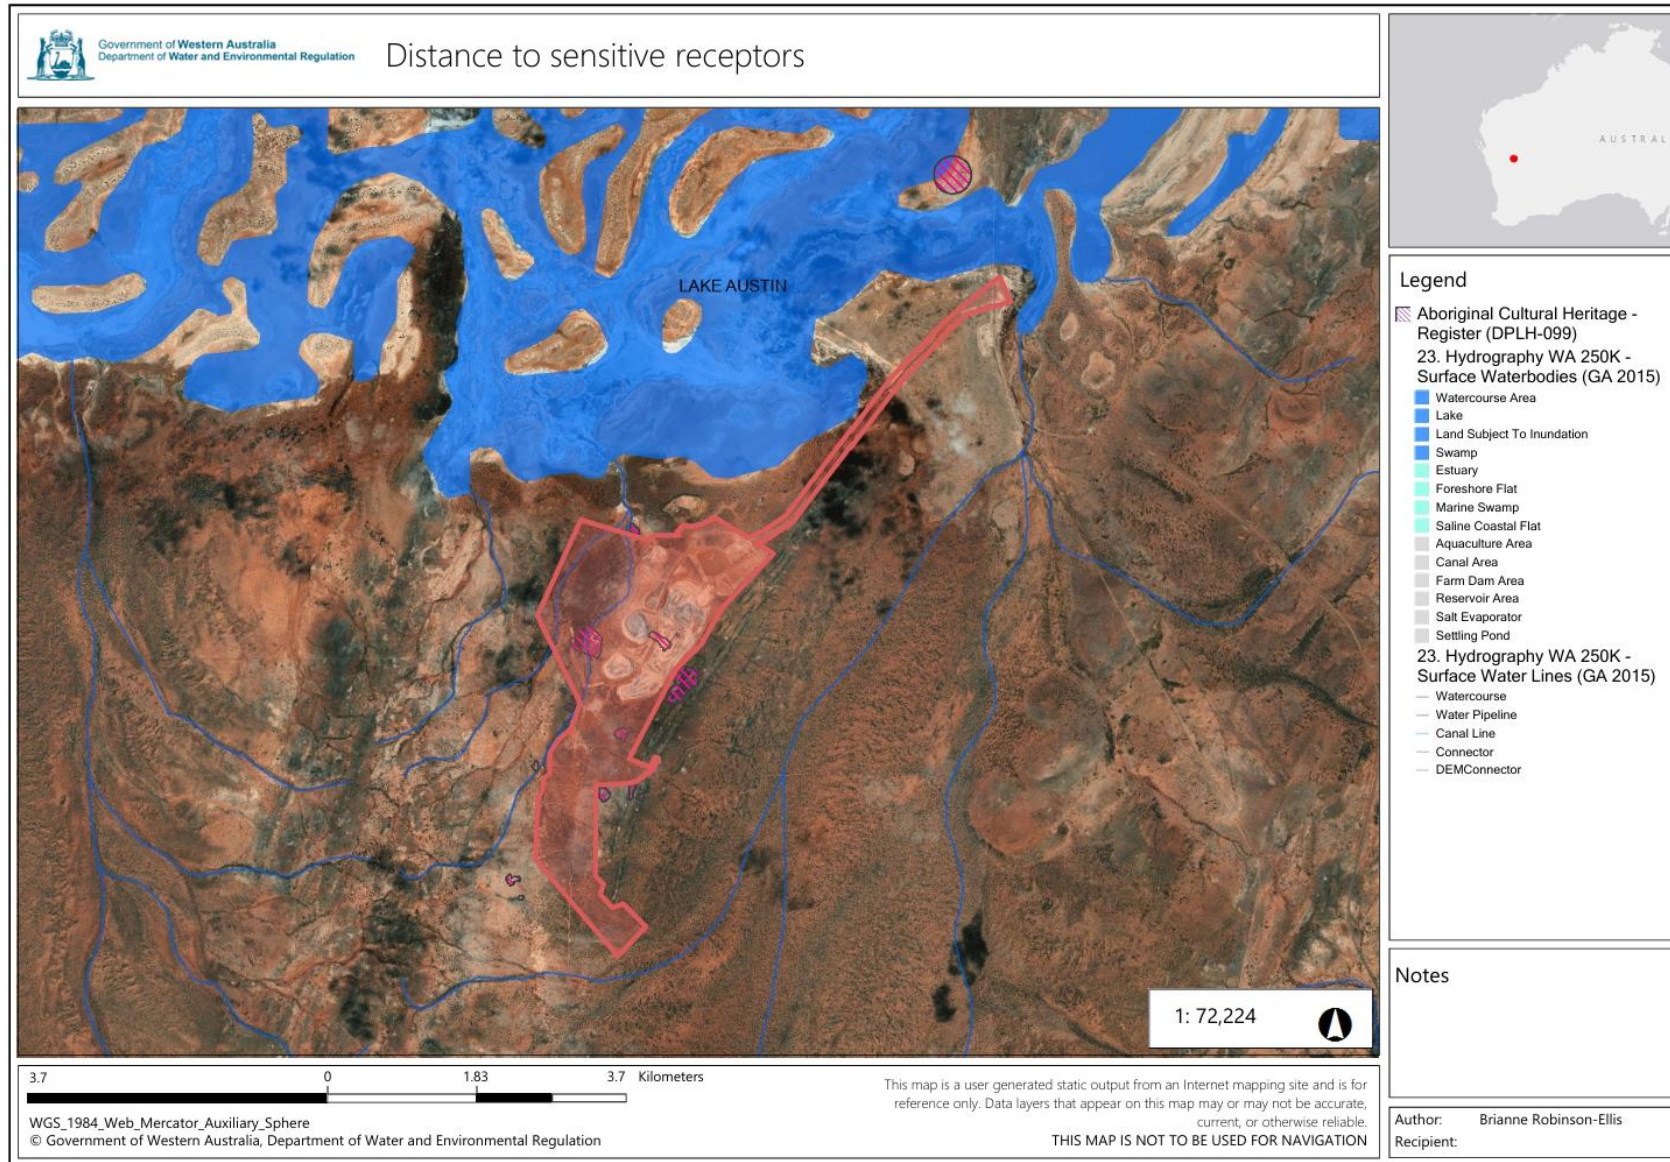 Government of Western Australia
Department of Water and Environmental Regulation
Distance to sensitive receptors
AUSTRAL
LAKE AUSTIN
Legend
Aboriginal Cultural Heritage -
Register (DPLH-099)
23. Hydrography WA 250K -
Surface Waterbodies (GA 2015)
Watercourse Area
Lake
Land Subject To Inundation
Swamp
Estuary
Foreshore Flat
Marine Swamp
Saline Coastal Flat
Aquaculture Area
Canal Area
Farm Dam Area
Reservoir Area
Salt Evaporator
Settling Pond
23. Hydrography WA 250K -
Surface Water Lines (GA 2015)
Watercourse
Water Pipeline
Canal Line
Connector
DEMConnector
Notes
1: 72,224
3.7 0 1.83 3.7 Kilometers
WGS_1984_Web_Mercator_Auxiliary_Sphere
© Government of Western Australia, Department of Water and Environmental Regulation
This map is a user generated static output from an Internet mapping site and is for
reference only. Data layers that appear on this map may or may not be accurate,
current, or otherwise reliable.
THIS MAP IS NOT TO BE USED FOR NAVIGATION
Author: Brianne Robinson-Ellis
Recipient: